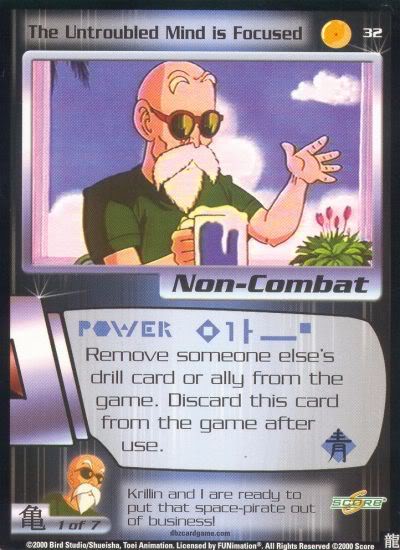 The Untroubled Mind is Focused
32
Non-Combat
POWER
Remove someone else's
drill card or ally from the
game. Discard this card
from the game after
use.
青
亀 1 of 7
Krillin and I are ready to
put that space-pirate out
of business!
SCORE
龍
dbzcardgame.com
©2000 Bird Studio/Shueisha, Toei Animation. Licensed by FUNimation®. All Rights Reserved ©2000 Score